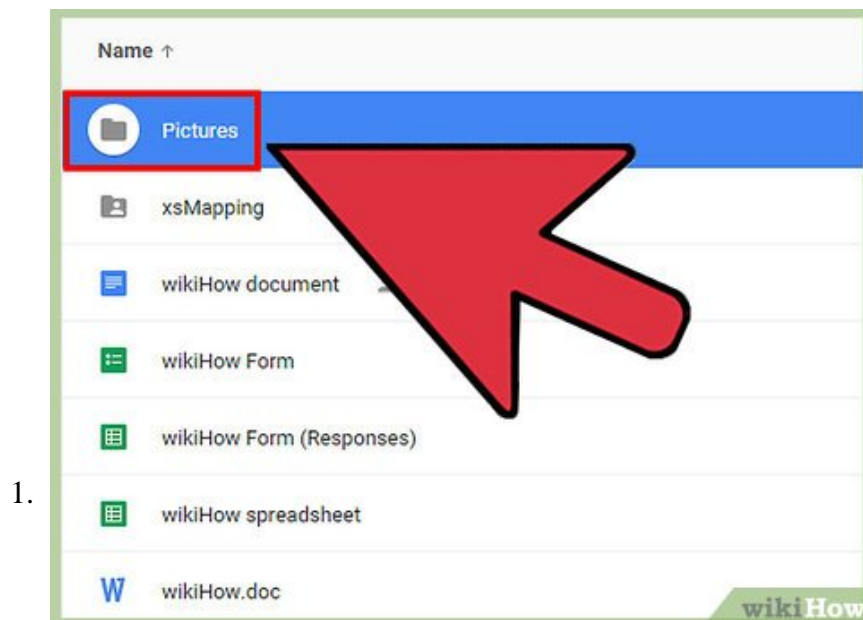 Name ↑
Pictures
xsMapping
wikiHow document
wikiHow Form
wikiHow Form (Responses)
1.
wikiHow spreadsheet
W wikiHow.doc
wikiHow